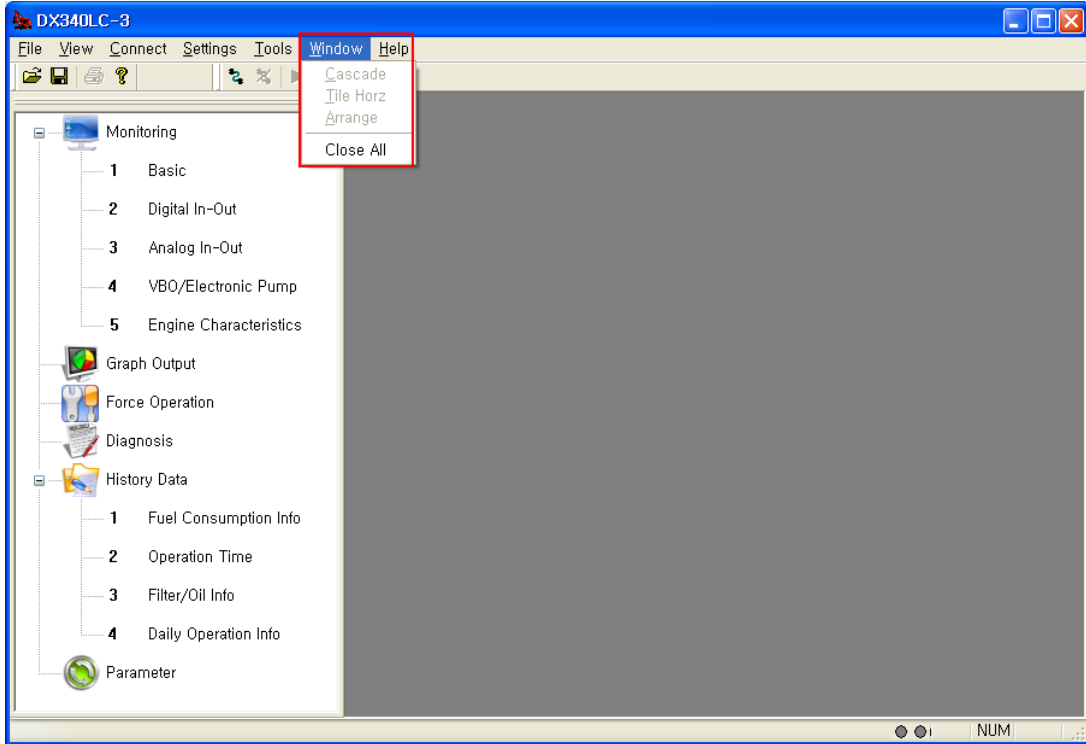 DX340LC-3
File View Connect Settings Tools Window Help
Cascade
Tile Horz
Arrange
Close All
Monitoring
1 Basic
2 Digital In-Out
3 Analog In-Out
4 VBO/Electronic Pump
5 Engine Characteristics
Graph Output
Force Operation
Diagnosis
History Data
1 Fuel Consumption Info
2 Operation Time
3 Filter/Oil Info
4 Daily Operation Info
Parameter
NUM